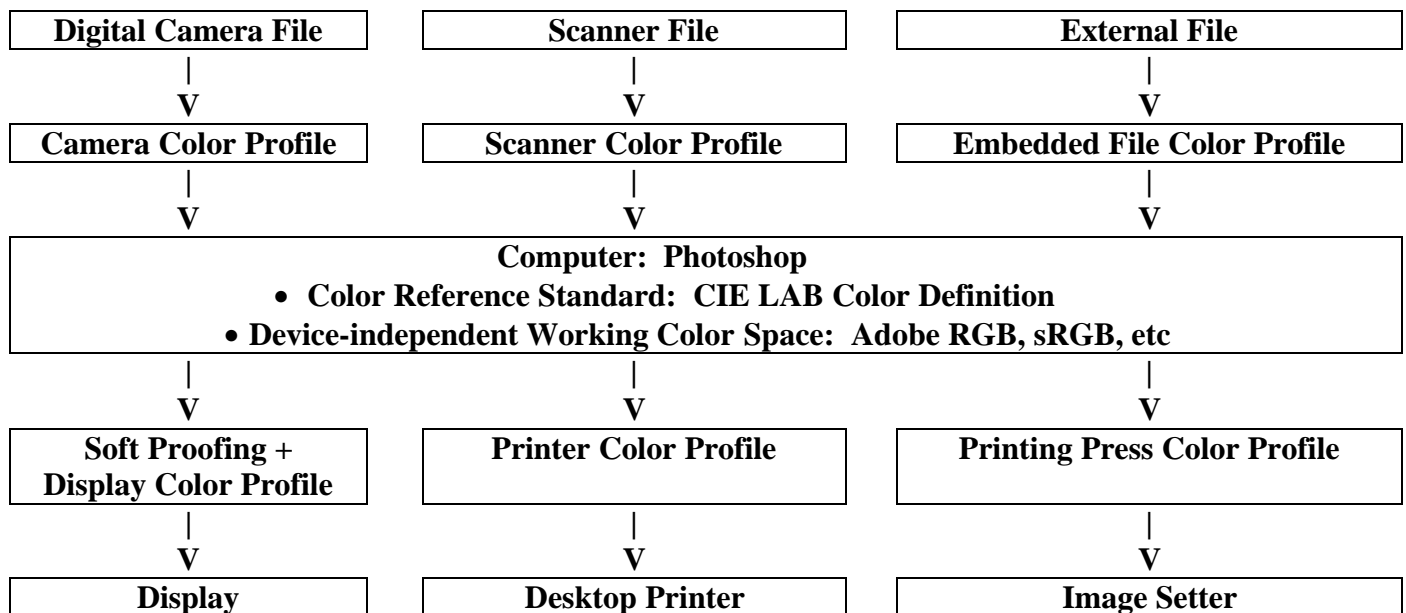 Digital Camera File Scanner File External File
| | |
V V V
Camera Color Profile Scanner Color Profile Embedded File Color Profile
| | |
V V V
Computer: Photoshop
• Color Reference Standard: CIE LAB Color Definition
• Device-independent Working Color Space: Adobe RGB, sRGB, etc
| | |
V V V
Soft Proofing + Printer Color Profile Printing Press Color Profile
Display Color Profile
| | |
V V V
Display Desktop Printer Image Setter